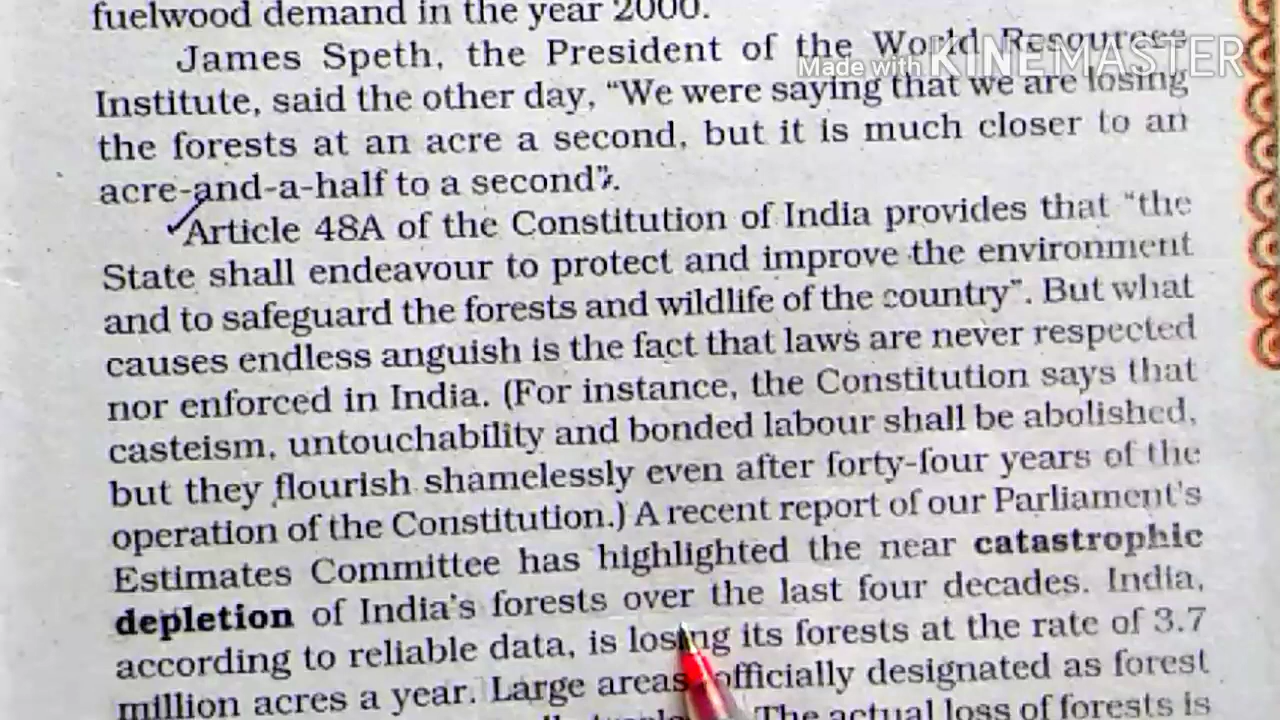 fuelwood demand in the year 2000.
James Speth, the President of the World Resources
Made with KINEMASTER
Institute, said the other day, “We were saying that we are losing
the forests at an acre a second, but it is much closer to an
acre-and-a-half to a second”.
Article 48A of the Constitution of India provides that “the
State shall endeavour to protect and improve the environment
and to safeguard the forests and wildlife of the country”. But what
causes endless anguish is the fact that laws are never respected
nor enforced in India. (For instance, the Constitution says that
casteism, untouchability and bonded labour shall be abolished,
but they flourish shamelessly even after forty-four years of the
operation of the Constitution.) A recent report of our Parliament’s
Estimates Committee has highlighted the near catastrophic
depletion of India’s forests over the last four decades. India,
according to reliable data, is losing its forests at the rate of 3.7
million acres a year. Large areas, officially designated as forest
The actual loss of forests is